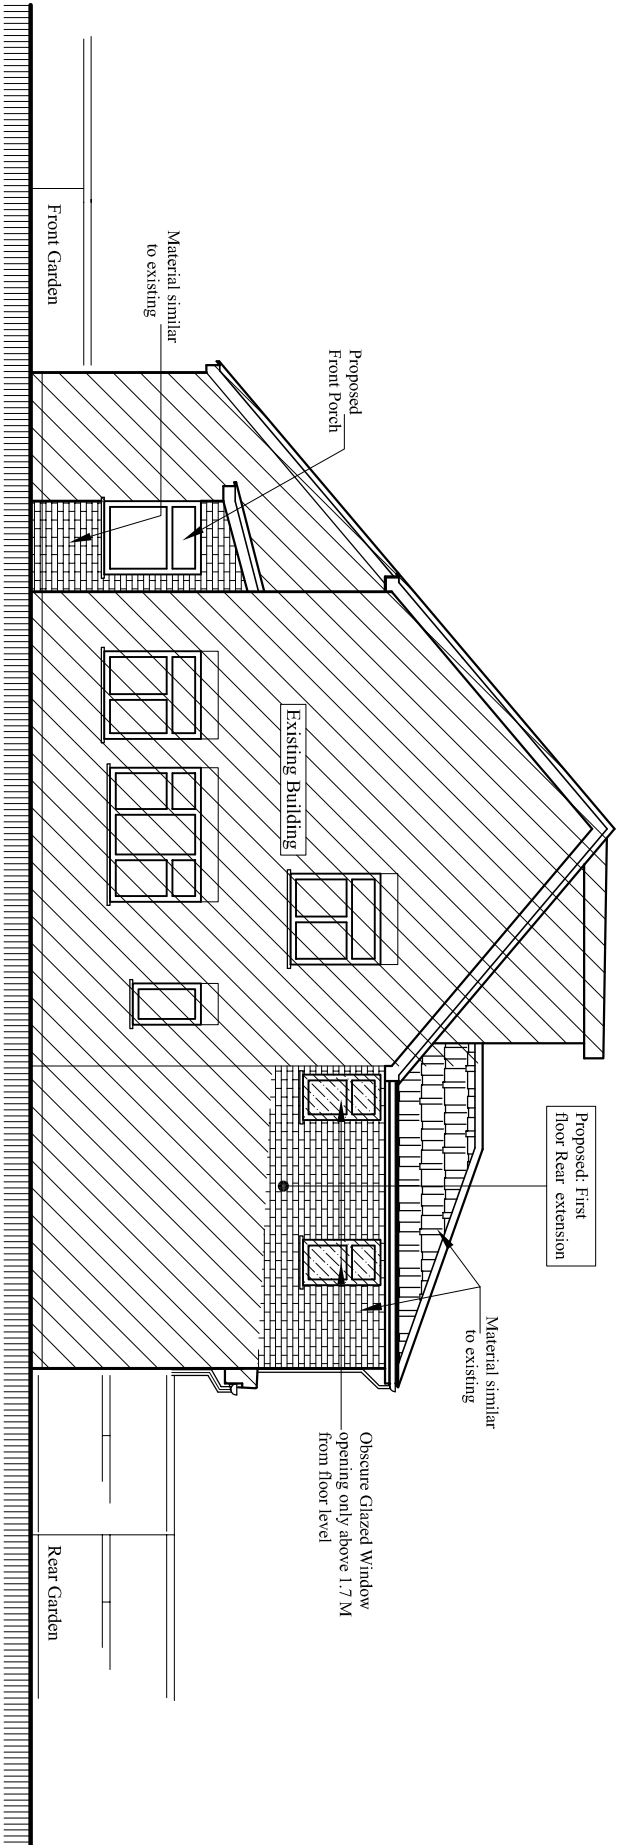 Front Garden
Material similar
to existing
Proposed
Front Porch
Existing Building
Proposed: First
floor Rear extension
Material similar
to existing
Obscure Glazed Window
opening only above 1.7 M
from floor level
Rear Garden